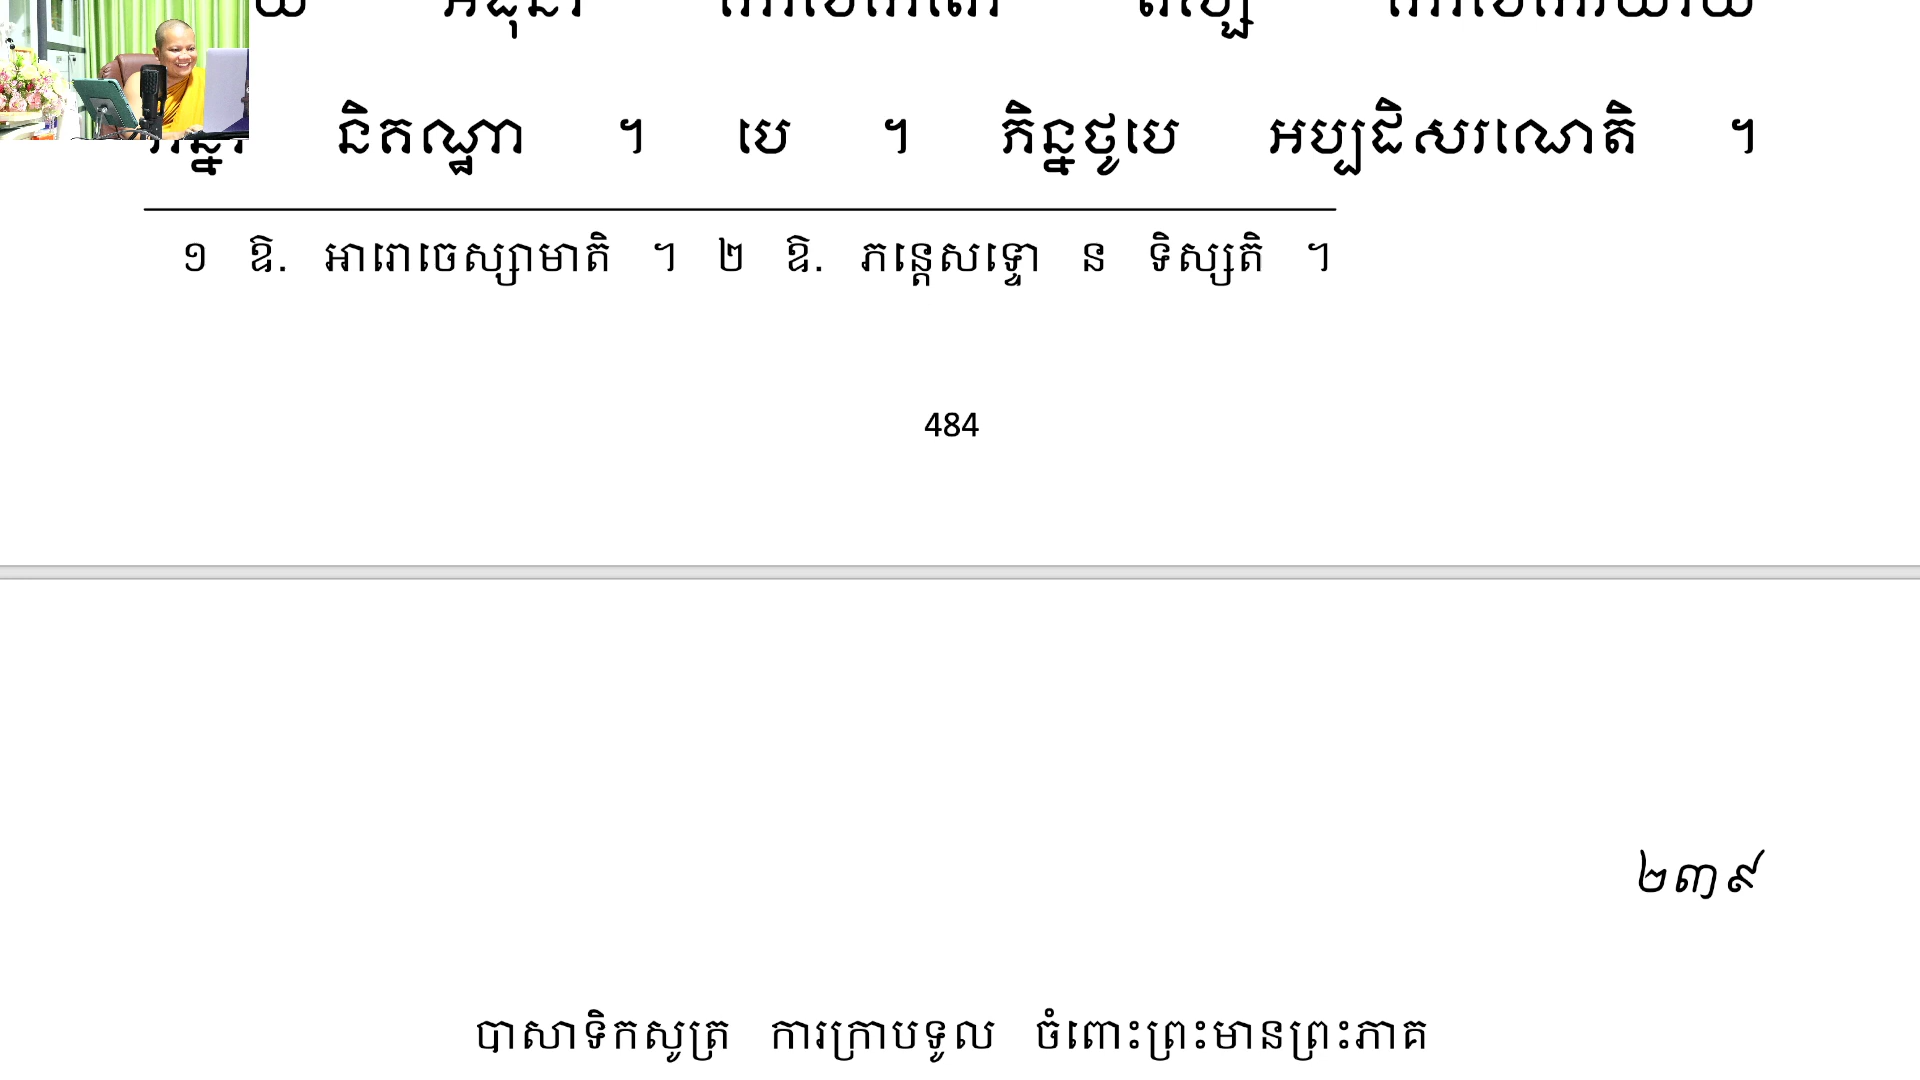 និគណ្ឋា ។ បេ ។ ភិន្នថូបេ អប្បដិសរណេតិ ។
១ ឱ. អារោចេស្សាមាតិ ។ ២ ឱ. ភន្តេសទ្ទោ ន ទិស្សតិ ។
484
២៣៩
បាសាទិកសូត្រ ការក្រាបទូល ចំពោះព្រះមានព្រះភាគ